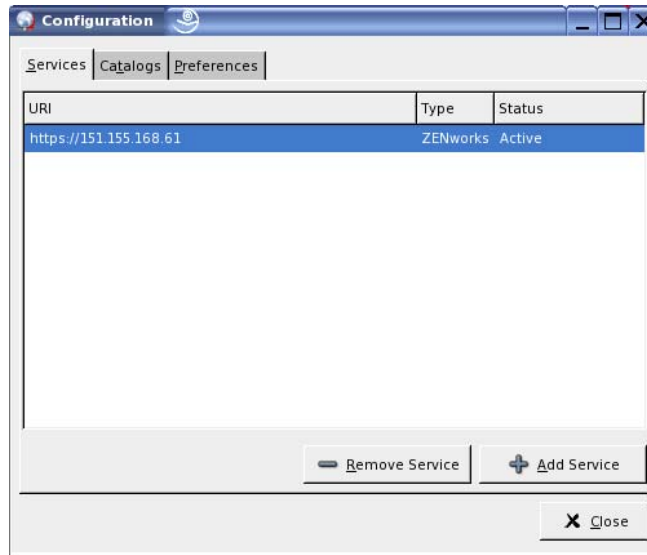 Configuration
Services Catalogs Preferences
URI Type Status
https://151.155.168.61 ZENworks Active
Remove Service Add Service
Close